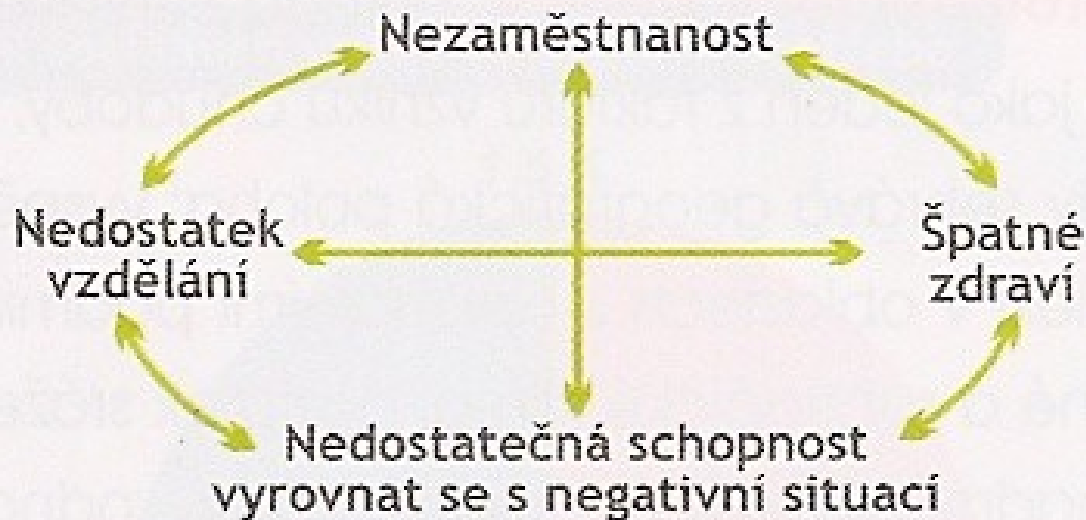 Nezaměstnanost
Nedostatek
vzdělání
Špatné
zdraví
Nedostatečná schopnost
vyrovnat se s negativní situací